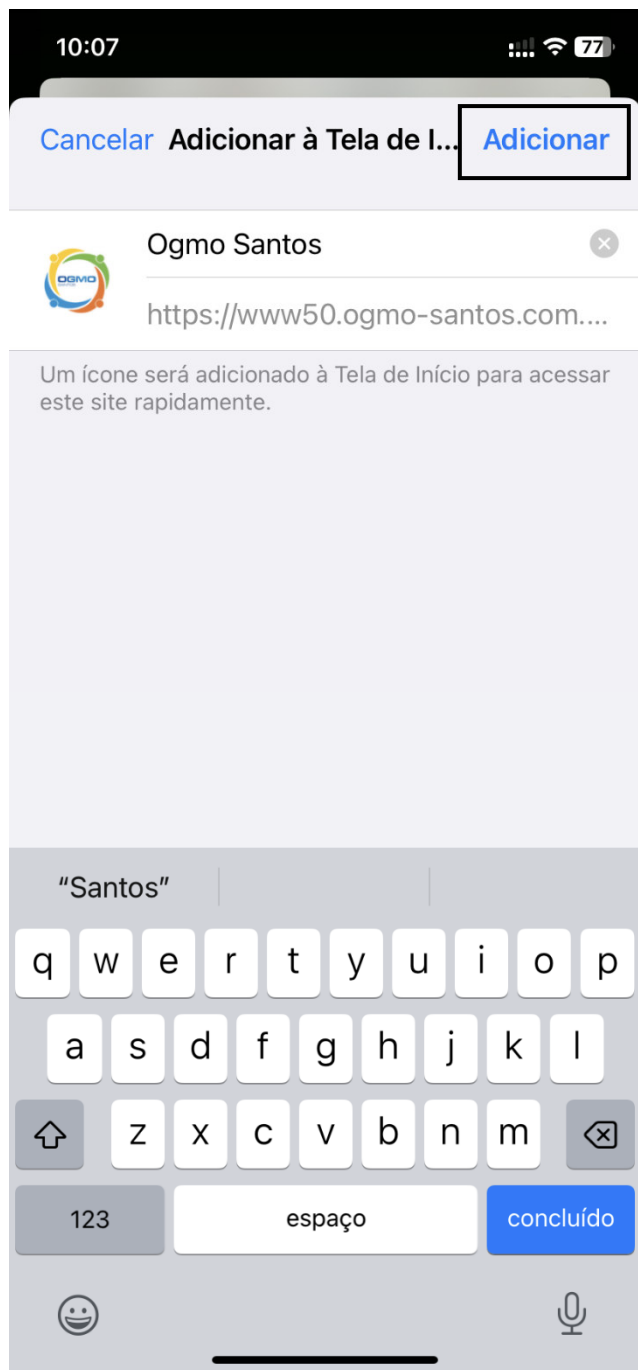 10:07
77
Cancelar Adicionar à Tela de I... Adicionar
Ogmo Santos
OGMO
https://www50.ogmo-santos.com....
Um ícone será adicionado à Tela de Início para acessar
este site rapidamente.
“Santos”
q w e r t y u i o p
a s d f g h j k l
z x c v b n m
123 espaço concluído